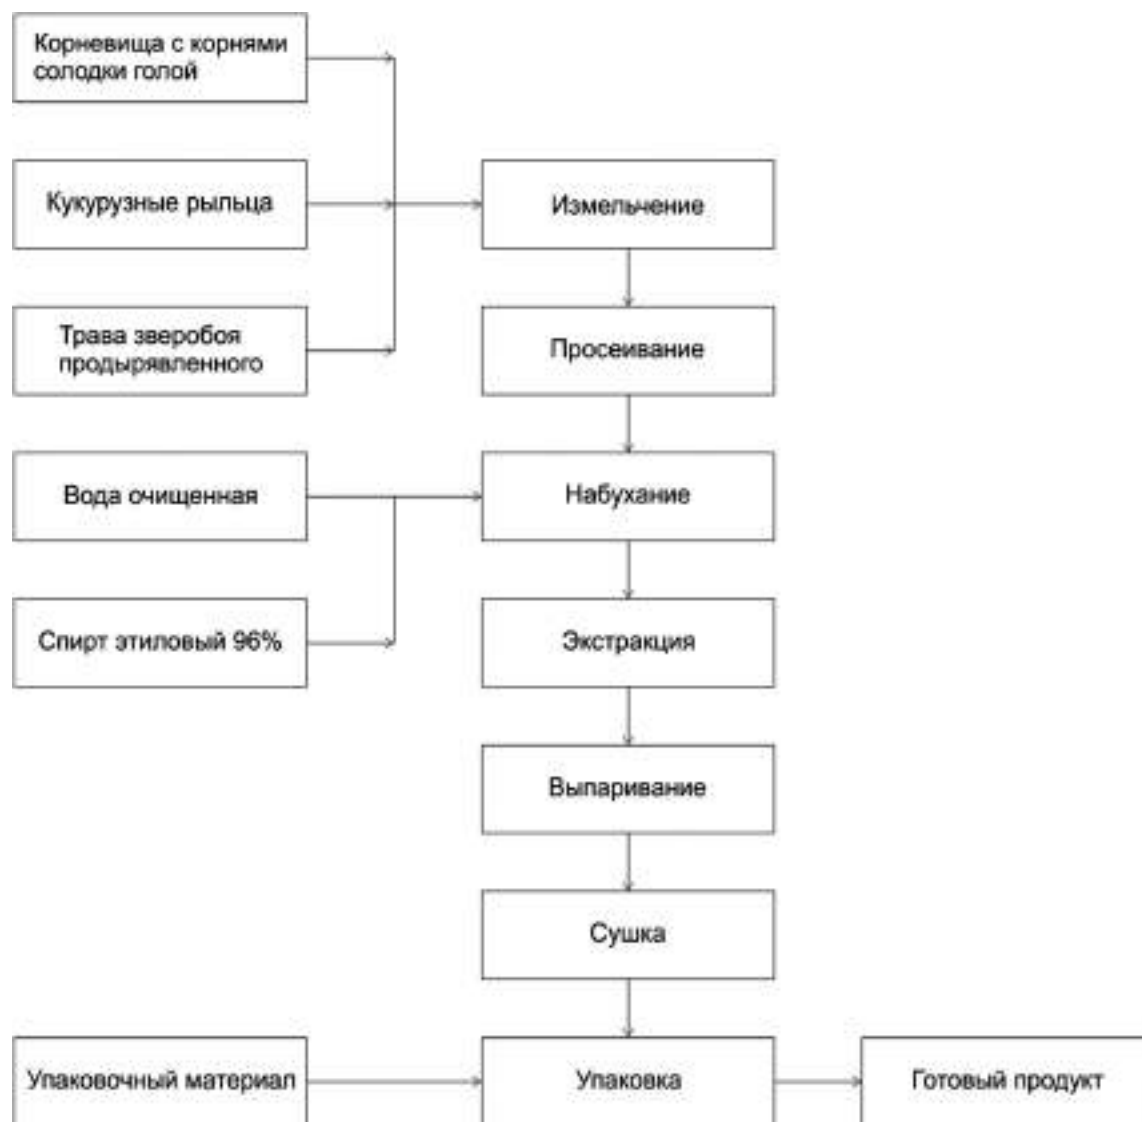 Корневища с корнями
солодки голой
Кукурузные рыльца
Измельчение
Трава зверобоя
продырявленного
Просеивание
Вода очищенная
Набухание
Спирт этиловый 96%
Экстракция
Выпаривание
Сушка
Упаковочный материал
Упаковка
Готовый продукт